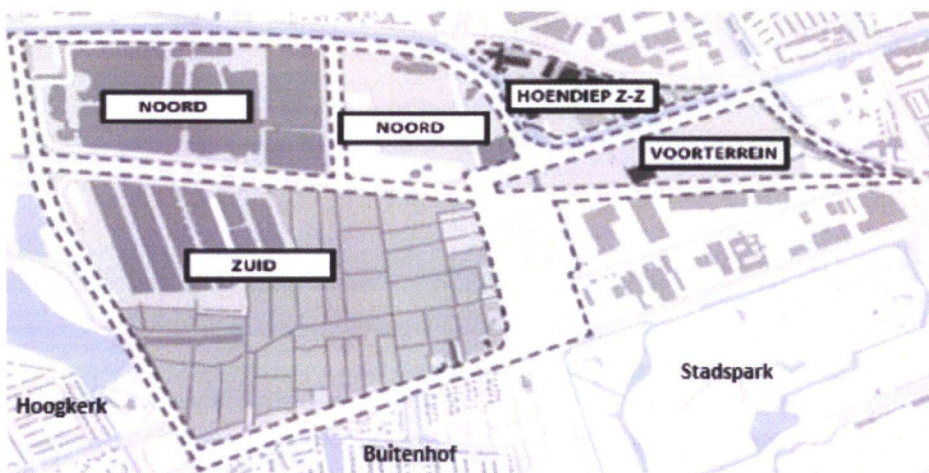 NOORD
HOENDIEP Z-Z
NOORD
VOORTERREIN
ZUID
Stadspark
Hoogkerk
Buitenhof